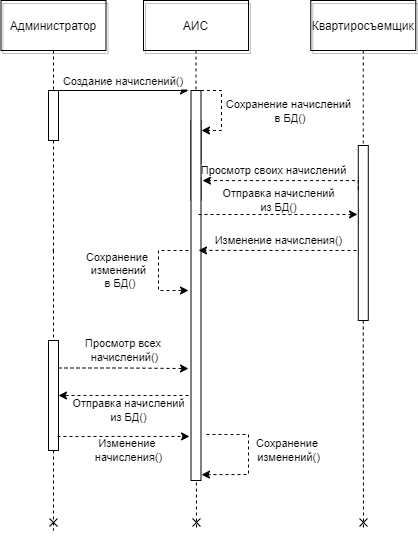 Администратор
АИС
Квартиросъемщик
Создание начислений()
Сохранение начислений
в БД()
Просмотр своих начислений
Отправка начислений
из БД()
Изменение начисления()
Сохранение
изменений
в БД()
Просмотр всех
начислений()
Отправка начислений
из БД()
Изменение
начисления()
Сохранение
изменений()